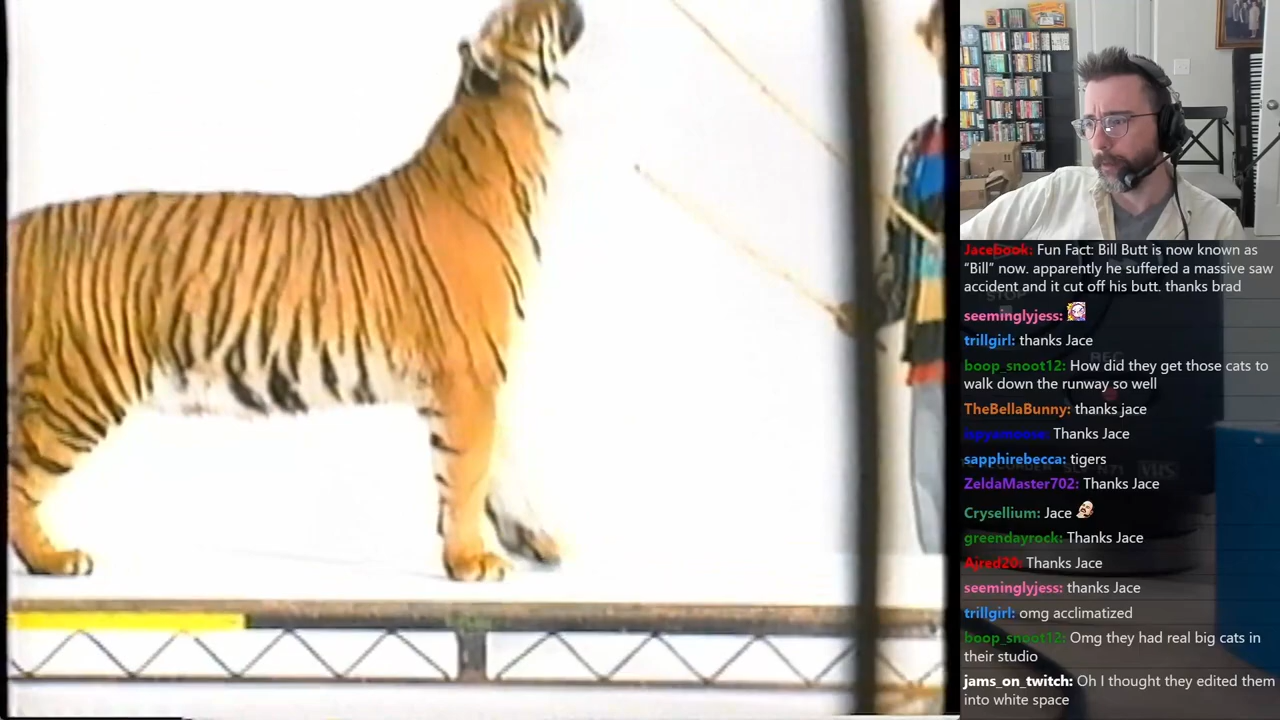 Jacebook: Fun Fact: Bill Butt is now known as
"Bill" now. apparently he suffered a massive saw
accident and it cut off his butt. thanks brad
seeminglyjess:
trillgirl: thanks Jace
boop_snoot12: How did they get those cats to
walk down the runway so well
TheBellaBunny: thanks jace
ispyamoose: Thanks Jace
sapphirebecca: tigers
ZeldaMaster702: Thanks Jace
Crysellium: Jace
greendayrock: Thanks Jace
Ajred20: Thanks Jace
seeminglyjess: thanks Jace
trillgirl: omg acclimatized
boop_snoot12: Omg they had real big cats in
their studio
jams_on_twitch: Oh I thought they edited them
into white space
STOP
REC
VHS